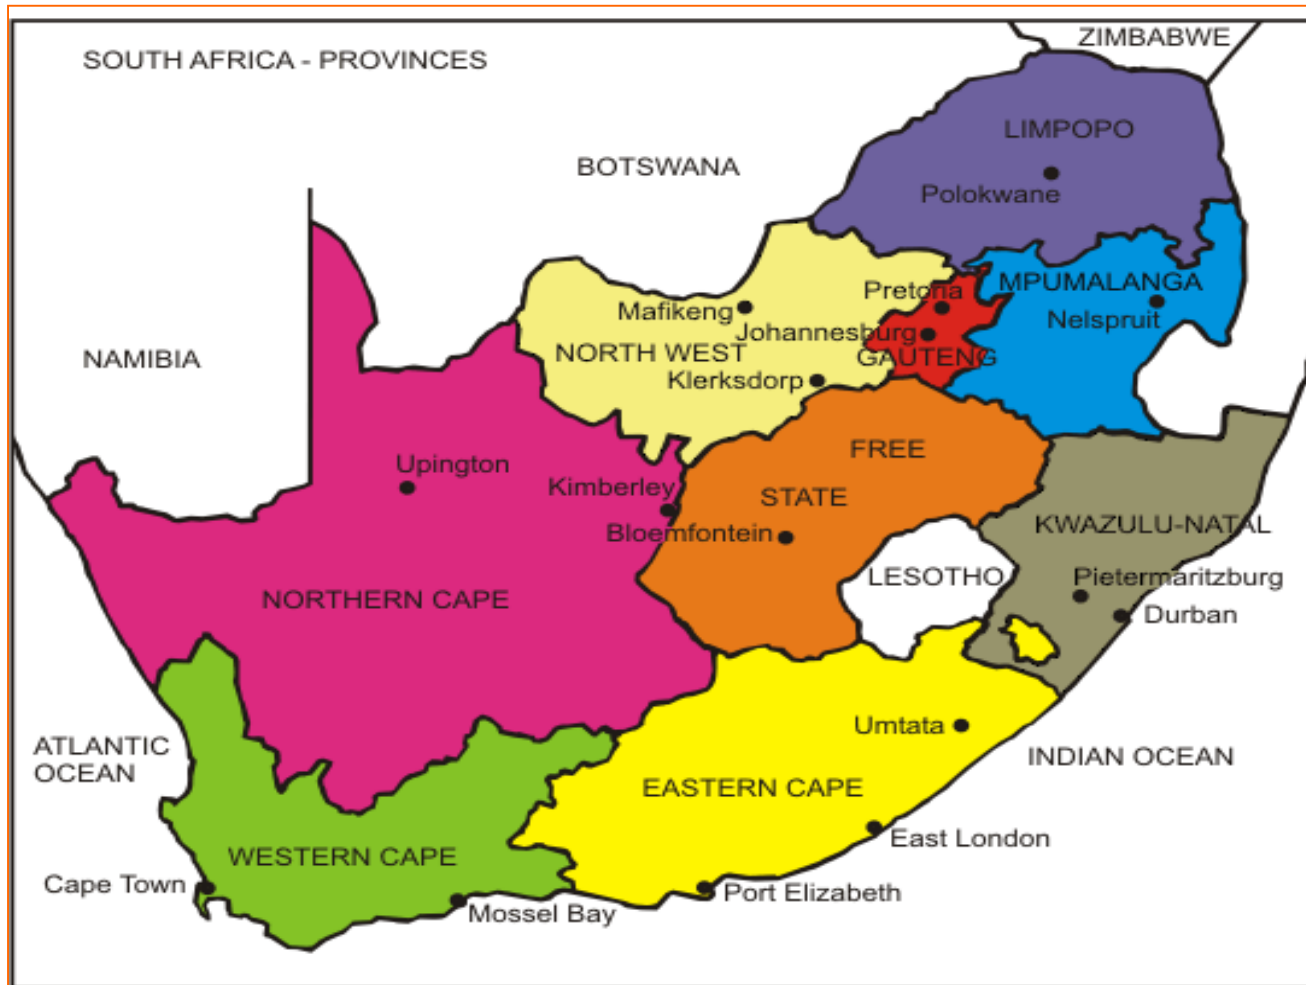 ZIMBABWE
SOUTH AFRICA - PROVINCES
LIMPOPO
BOTSWANA
Polokwane
MPUMALANGA
Pretoria
Mafikeng
Nelspruit
Johannesburg
NORTH WEST
GAUTENG
NAMIBIA
Klerksdorp
FREE
STATE
Upington
Kimberley
Bloemfontein
KWAZULU-NATAL
LESOTHO
Pietermaritzburg
NORTHERN CAPE
Durban
Umtata
ATLANTIC
OCEAN
INDIAN OCEAN
EASTERN CAPE
East London
WESTERN CAPE
Cape Town
Port Elizabeth
Mossel Bay